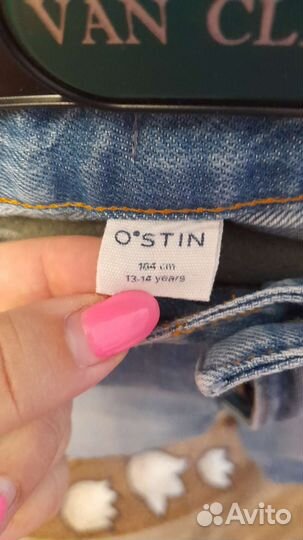 VAN CL
O'STIN
164 cm
13-14 years
Avito